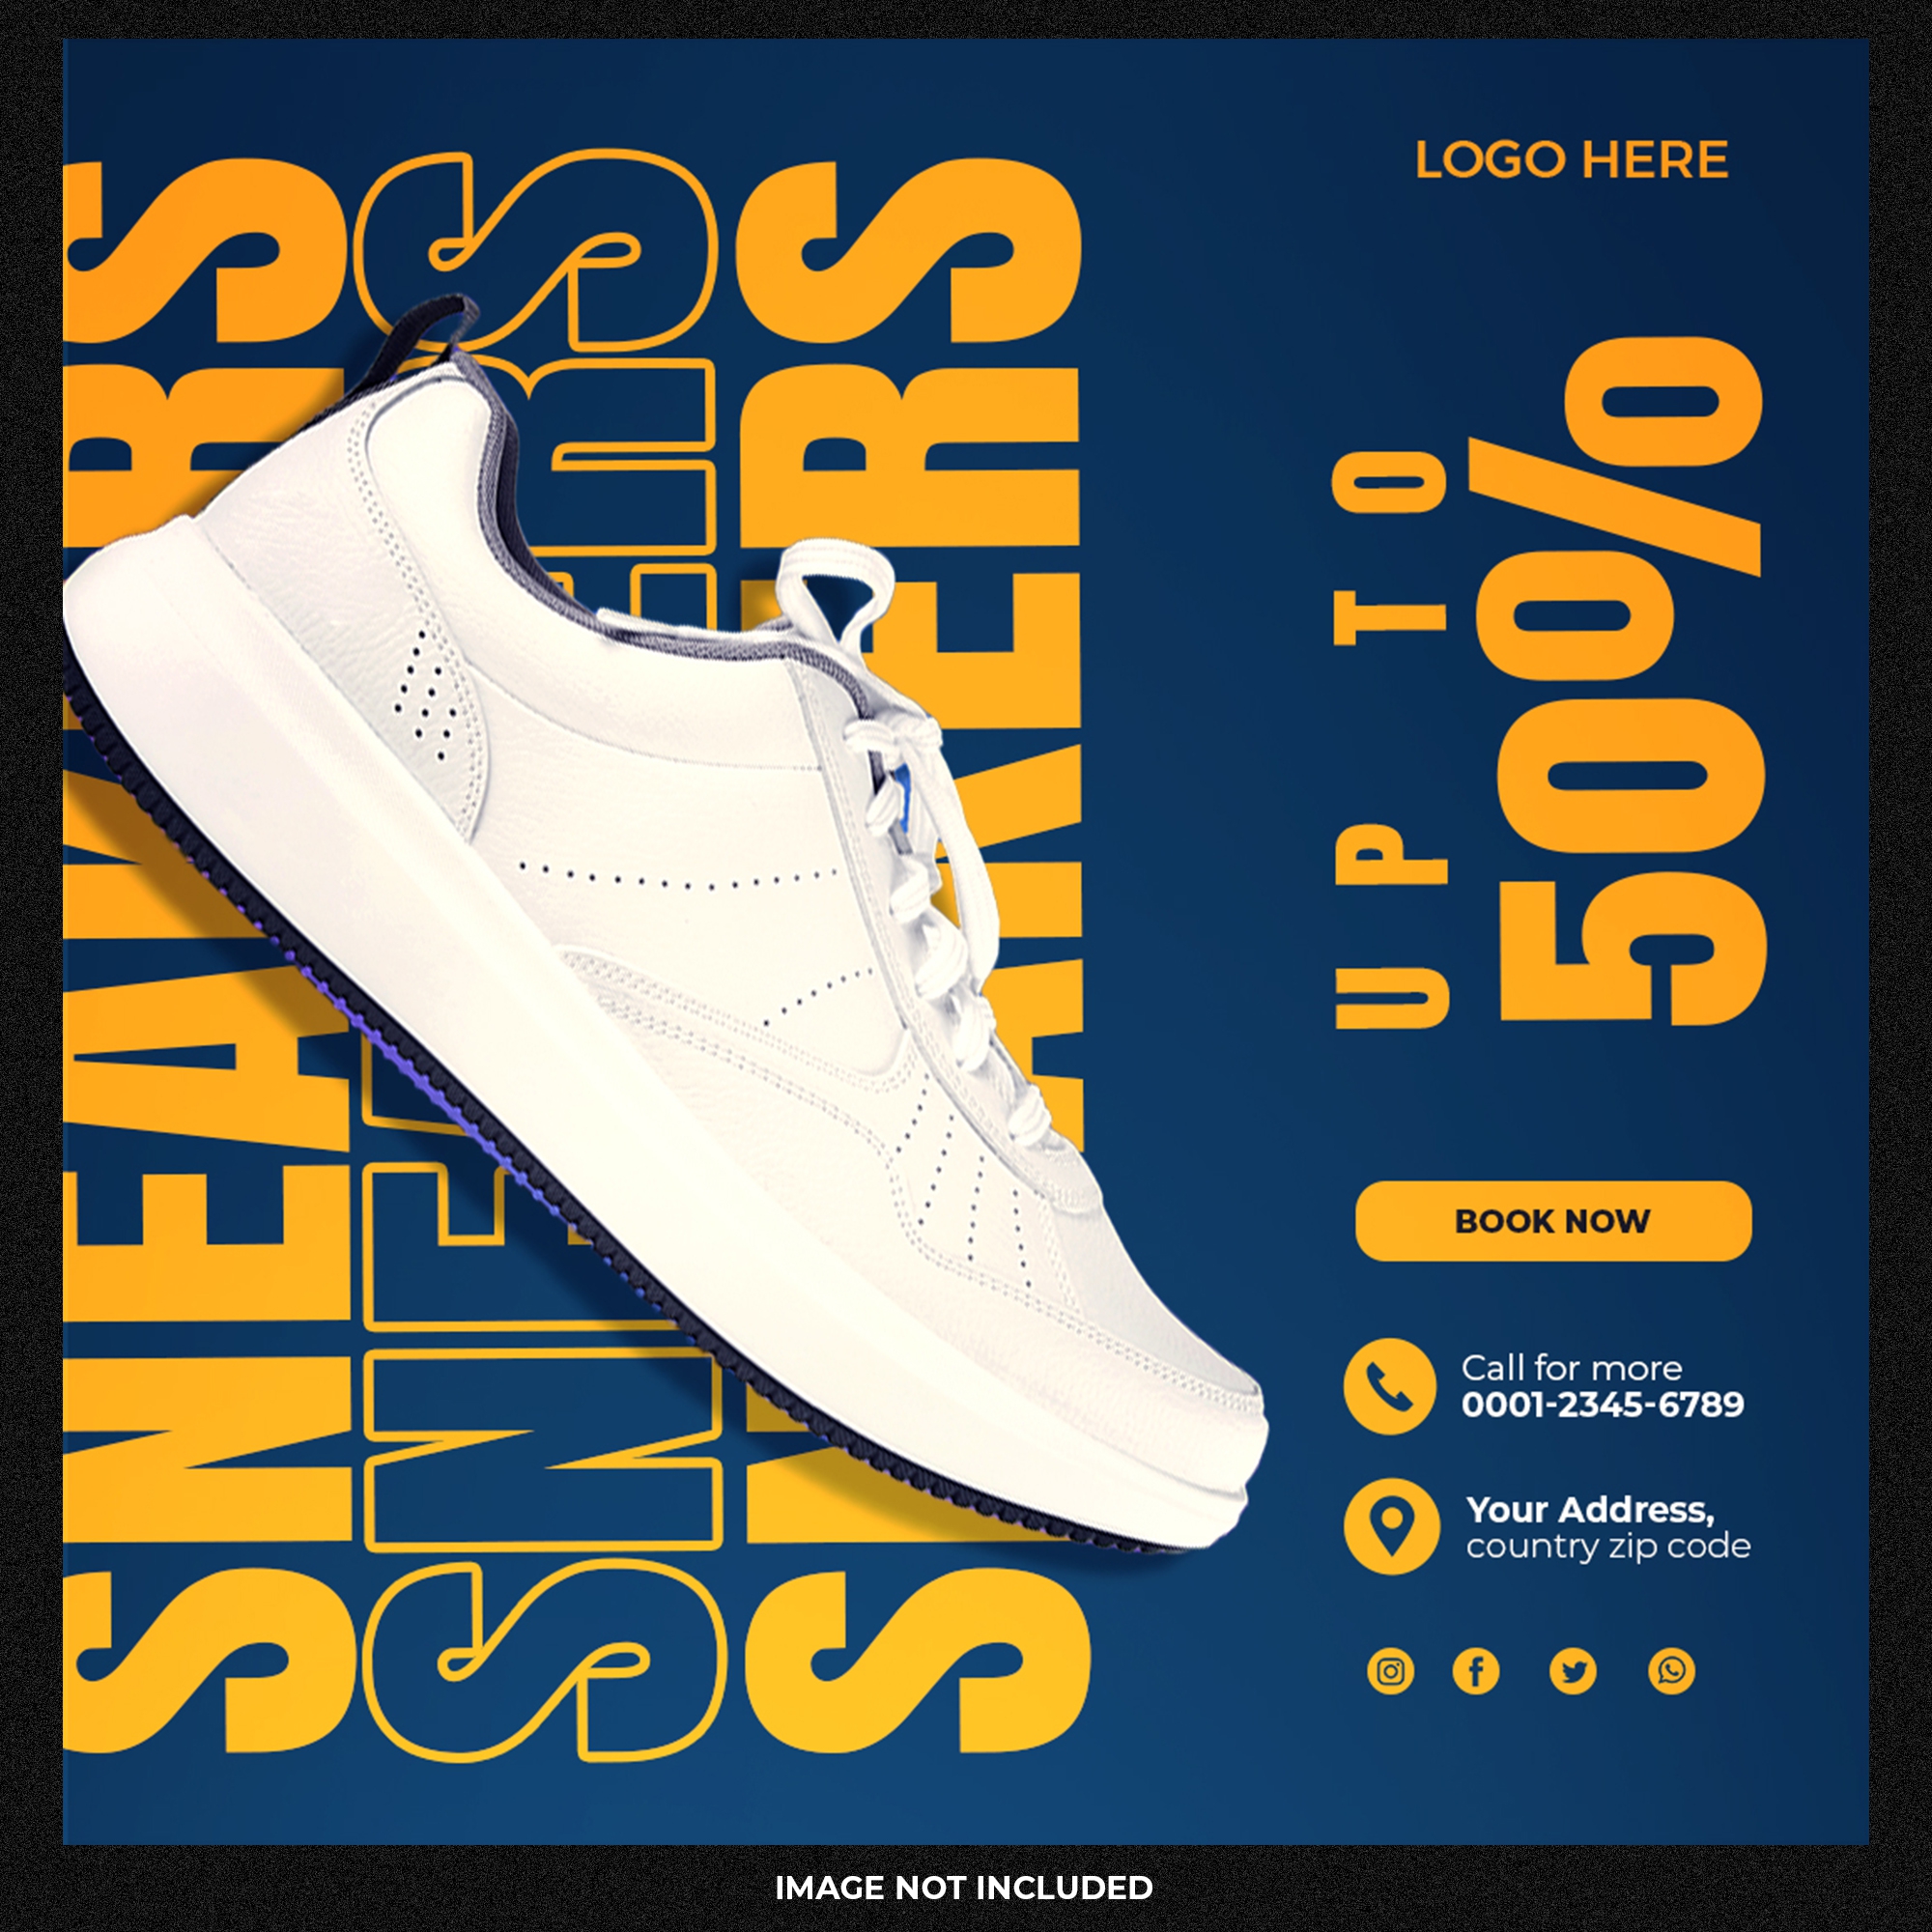 SNEAKERS
SNEAKERS
SNEAKERS
LOGO HERE
UP TO
50%
BOOK NOW
Call for more
0001-2345-6789
Your Address,
country zip code
IMAGE NOT INCLUDED